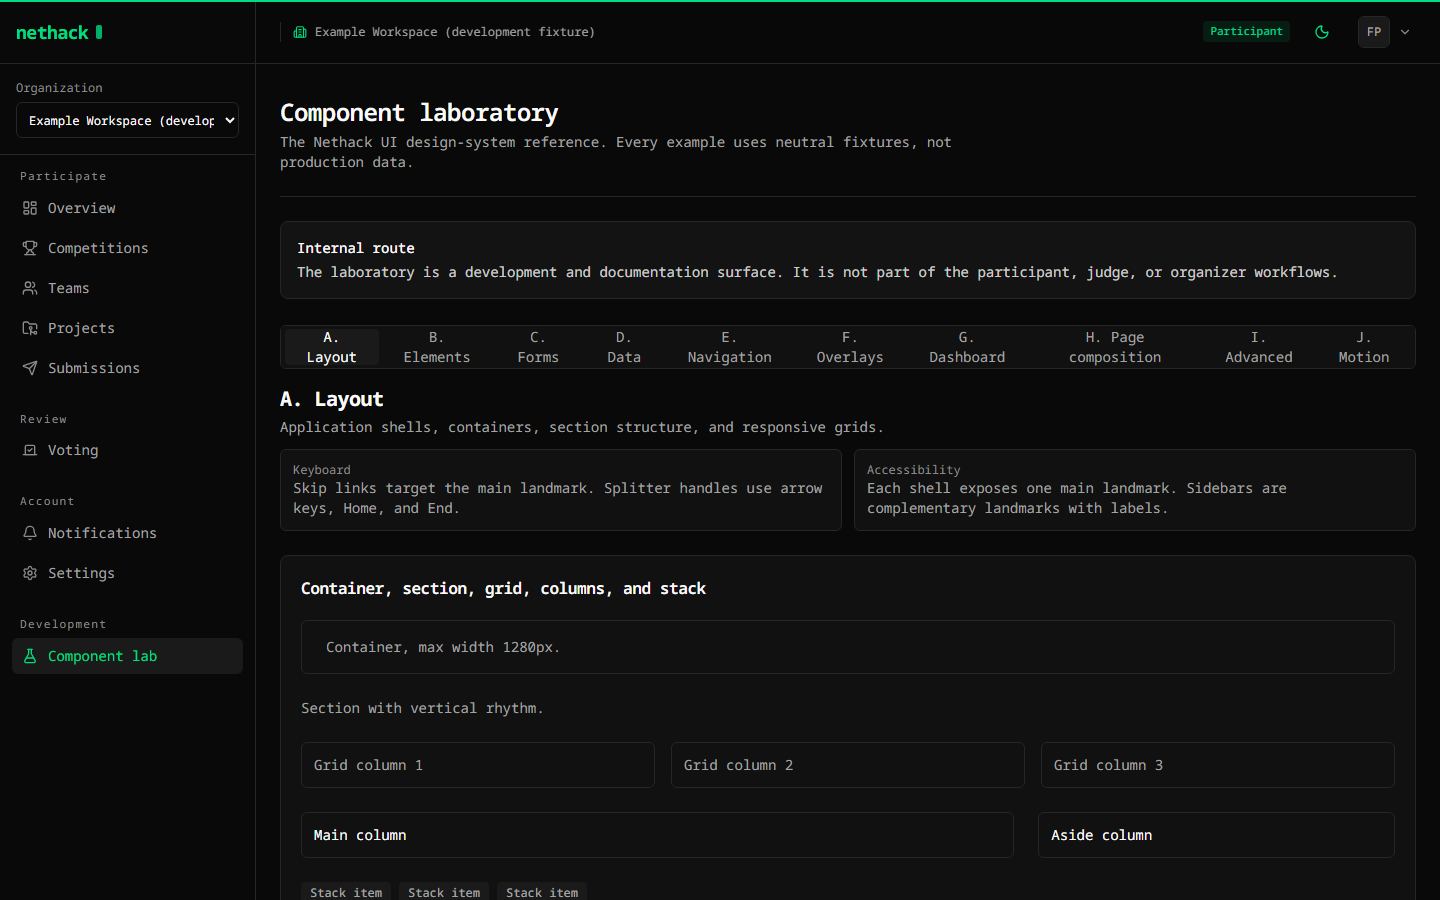 nethack
Example Workspace (development fixture)
Participant
FP
Organization
Example Workspace (develop
Participate
Overview
Competitions
Teams
Projects
Submissions
Review
Voting
Account
Notifications
Settings
Development
Component lab
Component laboratory
The Nethack UI design-system reference. Every example uses neutral fixtures, not
production data.
Internal route
The laboratory is a development and documentation surface. It is not part of the participant, judge, or organizer workflows.
A.
Layout
B.
Elements
C.
Forms
D.
Data
E.
Navigation
F.
Overlays
G.
Dashboard
H. Page
composition
I.
Advanced
J.
Motion
A. Layout
Application shells, containers, section structure, and responsive grids.
Keyboard
Skip links target the main landmark. Splitter handles use arrow
keys, Home, and End.
Accessibility
Each shell exposes one main landmark. Sidebars are
complementary landmarks with labels.
Container, section, grid, columns, and stack
Container, max width 1280px.
Section with vertical rhythm.
Grid column 1
Grid column 2
Grid column 3
Main column
Aside column
Stack item
Stack item
Stack item